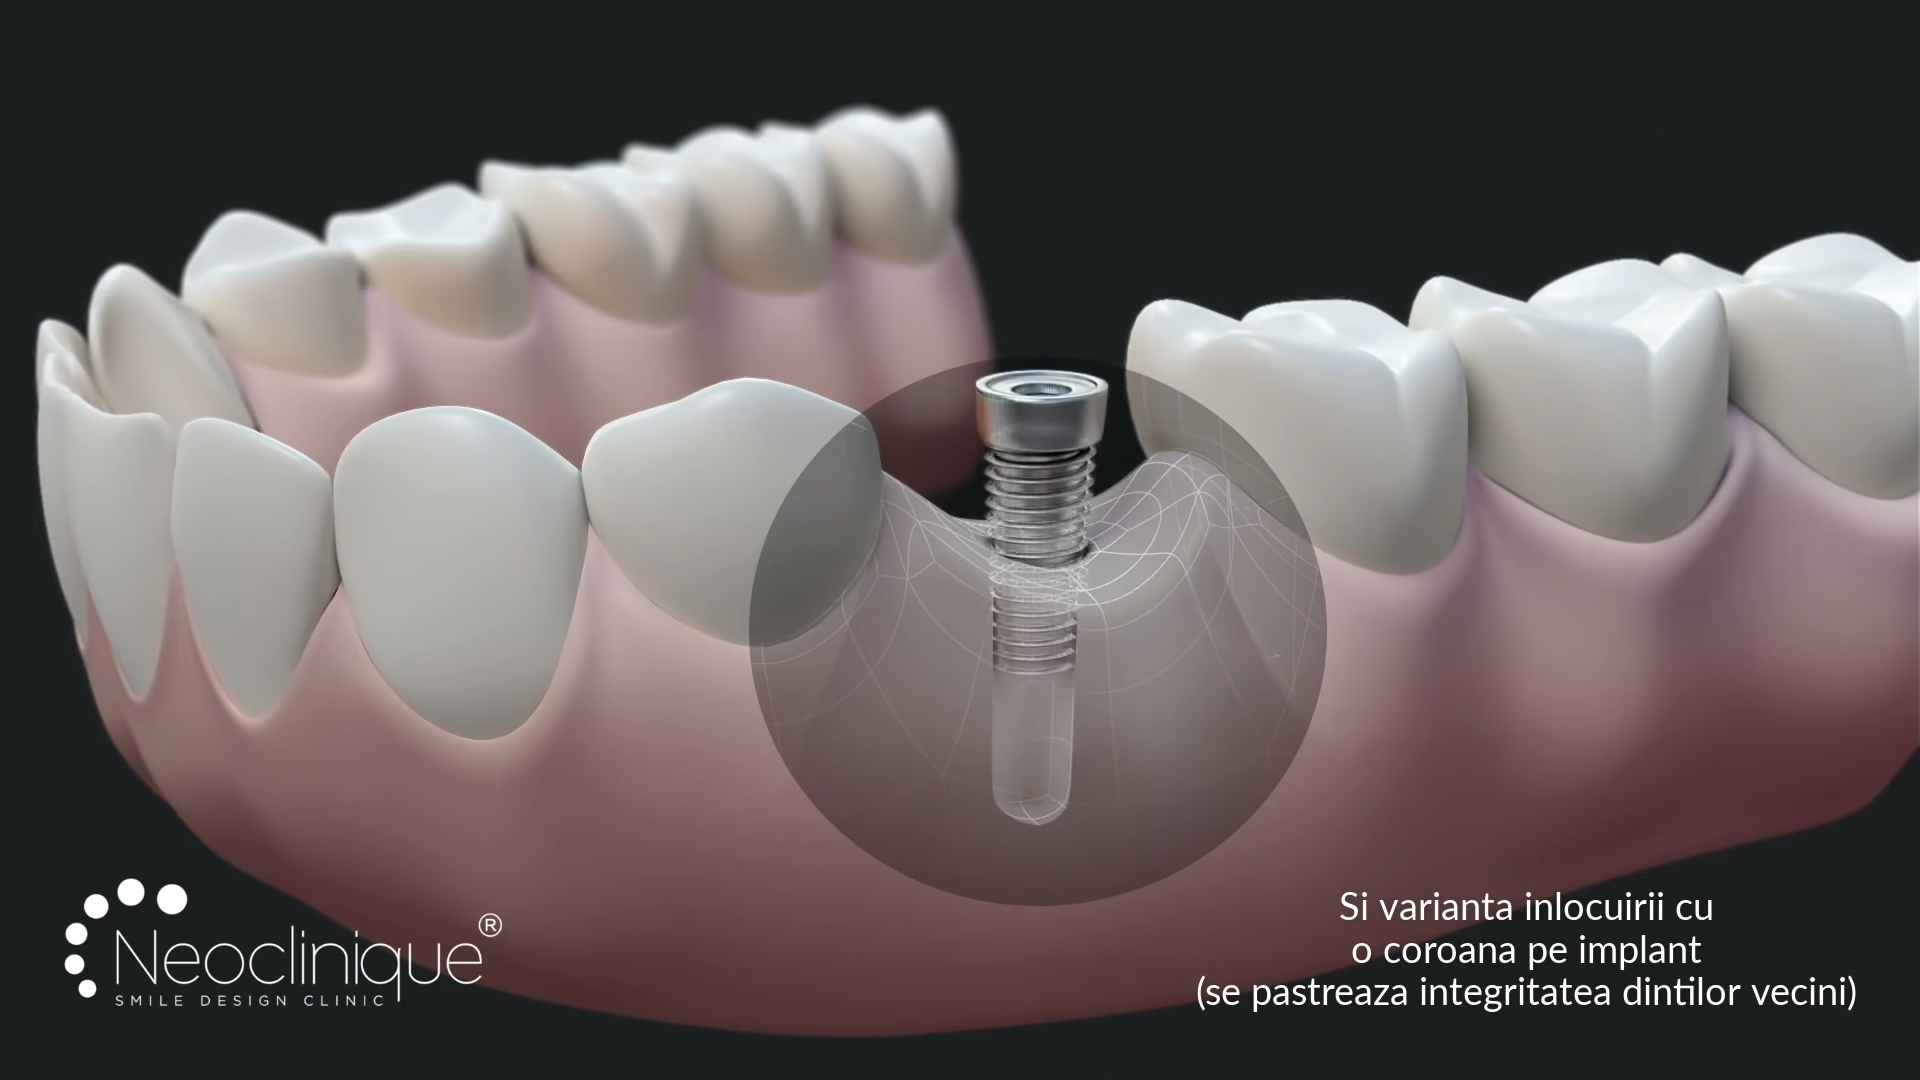 Neoclinique®
SMILE DESIGN CLINIC
Si varianta inlocuirii cu
o coroana pe implant
(se pastreaza integritatea dintilor vecini)